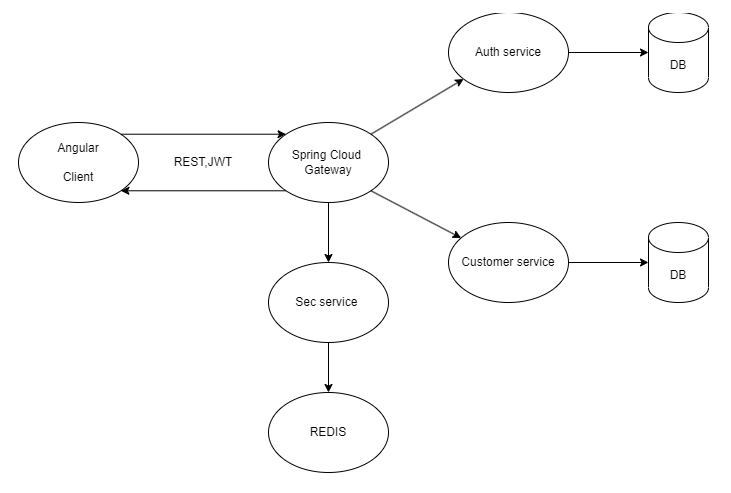 Auth service
DB
Angular
Client
REST,JWT
Spring Cloud
Gateway
Customer service
DB
Sec service
REDIS